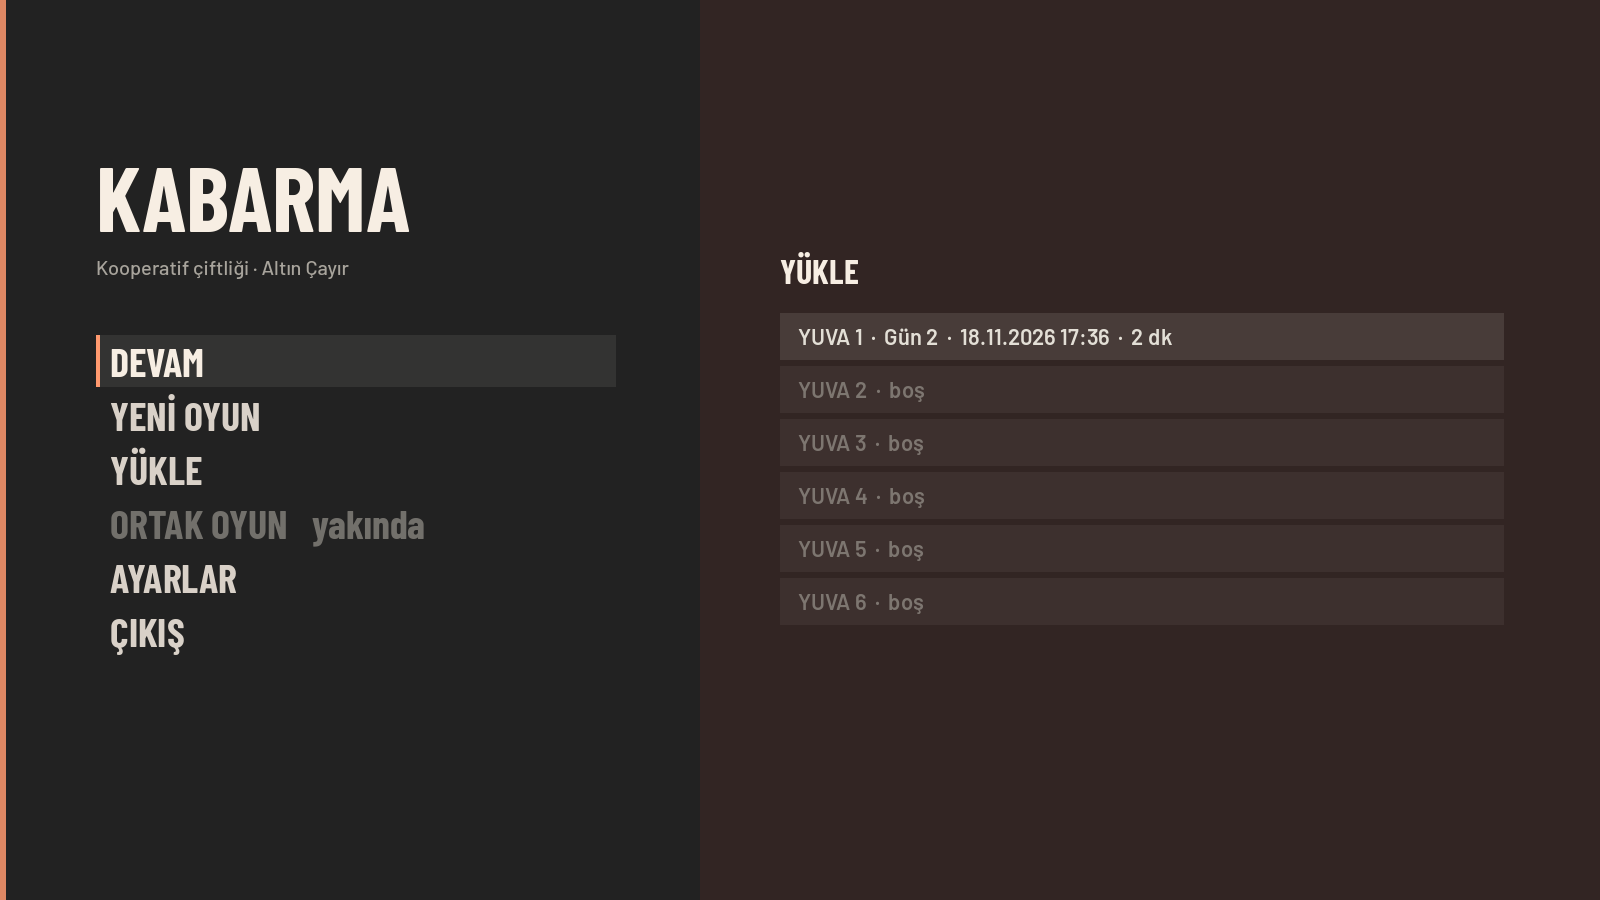 KABARMA
Kooperatif çiftliği · Altın Çayır
DEVAM
YENİ OYUN
YÜKLE
ORTAK OYUN yakında
AYARLAR
ÇIKIŞ
YÜKLE
YUVA 1 · Gün 2 · 18.11.2026 17:36 · 2 dk
YUVA 2 · boş
YUVA 3 · boş
YUVA 4 · boş
YUVA 5 · boş
YUVA 6 · boş